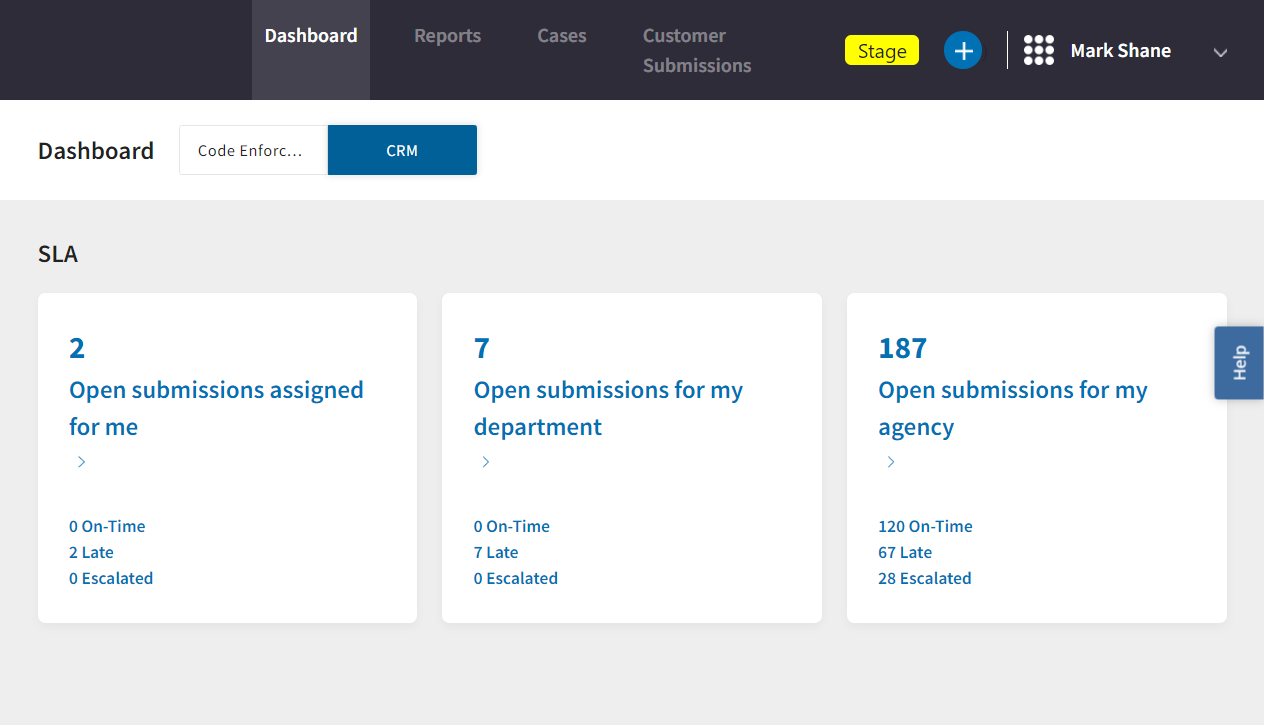 Dashboard
Reports
Cases
Customer
Submissions
Stage
Mark Shane
Dashboard
Code Enforc...
CRM
SLA
2
Open submissions assigned
for me
0 On-Time
2 Late
0 Escalated
7
Open submissions for my
department
0 On-Time
7 Late
0 Escalated
187
Open submissions for my
agency
120 On-Time
67 Late
28 Escalated
Help